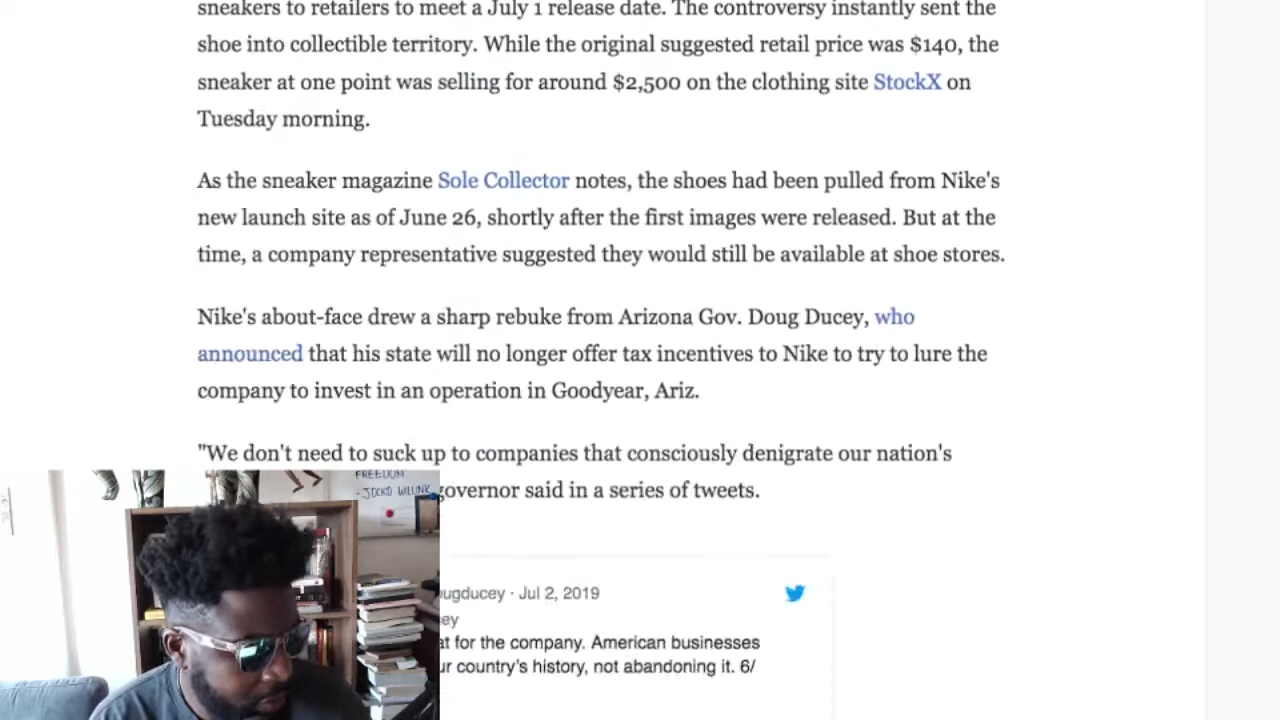 sneakers to retailers to meet a July 1 release date. The controversy instantly sent the
shoe into collectible territory. While the original suggested retail price was $140, the
sneaker at one point was selling for around $2,500 on the clothing site StockX on
Tuesday morning.
As the sneaker magazine Sole Collector notes, the shoes had been pulled from Nike's
new launch site as of June 26, shortly after the first images were released. But at the
time, a company representative suggested they would still be available at shoe stores.
Nike's about-face drew a sharp rebuke from Arizona Gov. Doug Ducey, who
announced that his state will no longer offer tax incentives to Nike to try to lure the
company to invest in an operation in Goodyear, Ariz.
"We don't need to suck up to companies that consciously denigrate our nation's
governor said in a series of tweets.
FREEDOM
-JOCKO WILLINK
ugducey · Jul 2, 2019
ey
at for the company. American businesses
ur country's history, not abandoning it. 6/